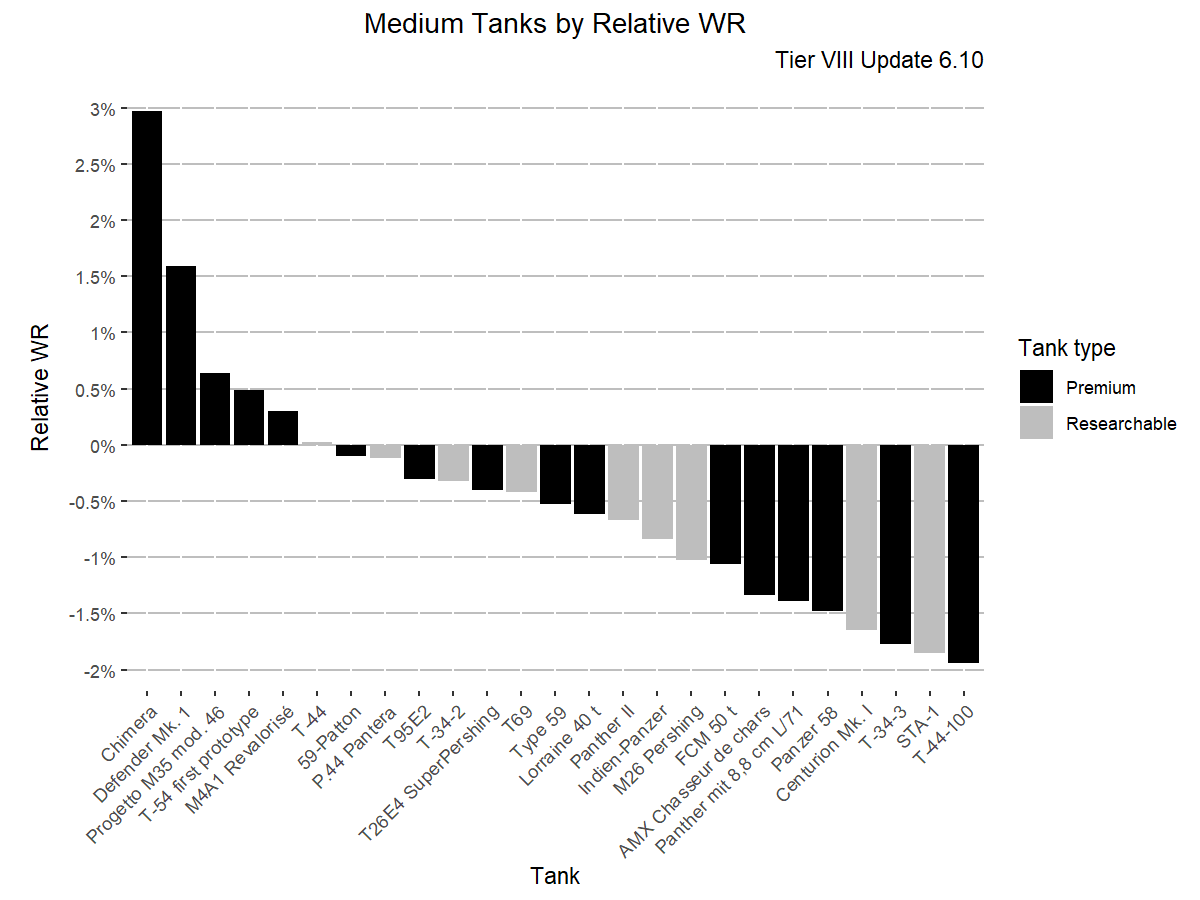 Medium Tanks by Relative WR
Tier VIII Update 6.10
3%
2.5%
2%
1.5%
1%
0.5%
0%
-0.5%
-1%
-1.5%
-2%
Relative WR
Chimera
Defender Mk. 1
Progetto M35 mod. 46
T-54 first prototype
M4A1 Revalorisé
T-44
59-Patton
P.44 Pantera
T95E2
T-34-2
T26E4 SuperPershing
T69
Type 59
Lorraine 40 t
Panther II
Indien-Panzer
M26 Pershing
FCM 50 t
AMX Chasseur de chars
Panther mit 8,8 cm L/71
Panzer 58
Centurion Mk. I
T-34-3
STA-1
T-44-100
Tank
Tank type
Premium
Researchable